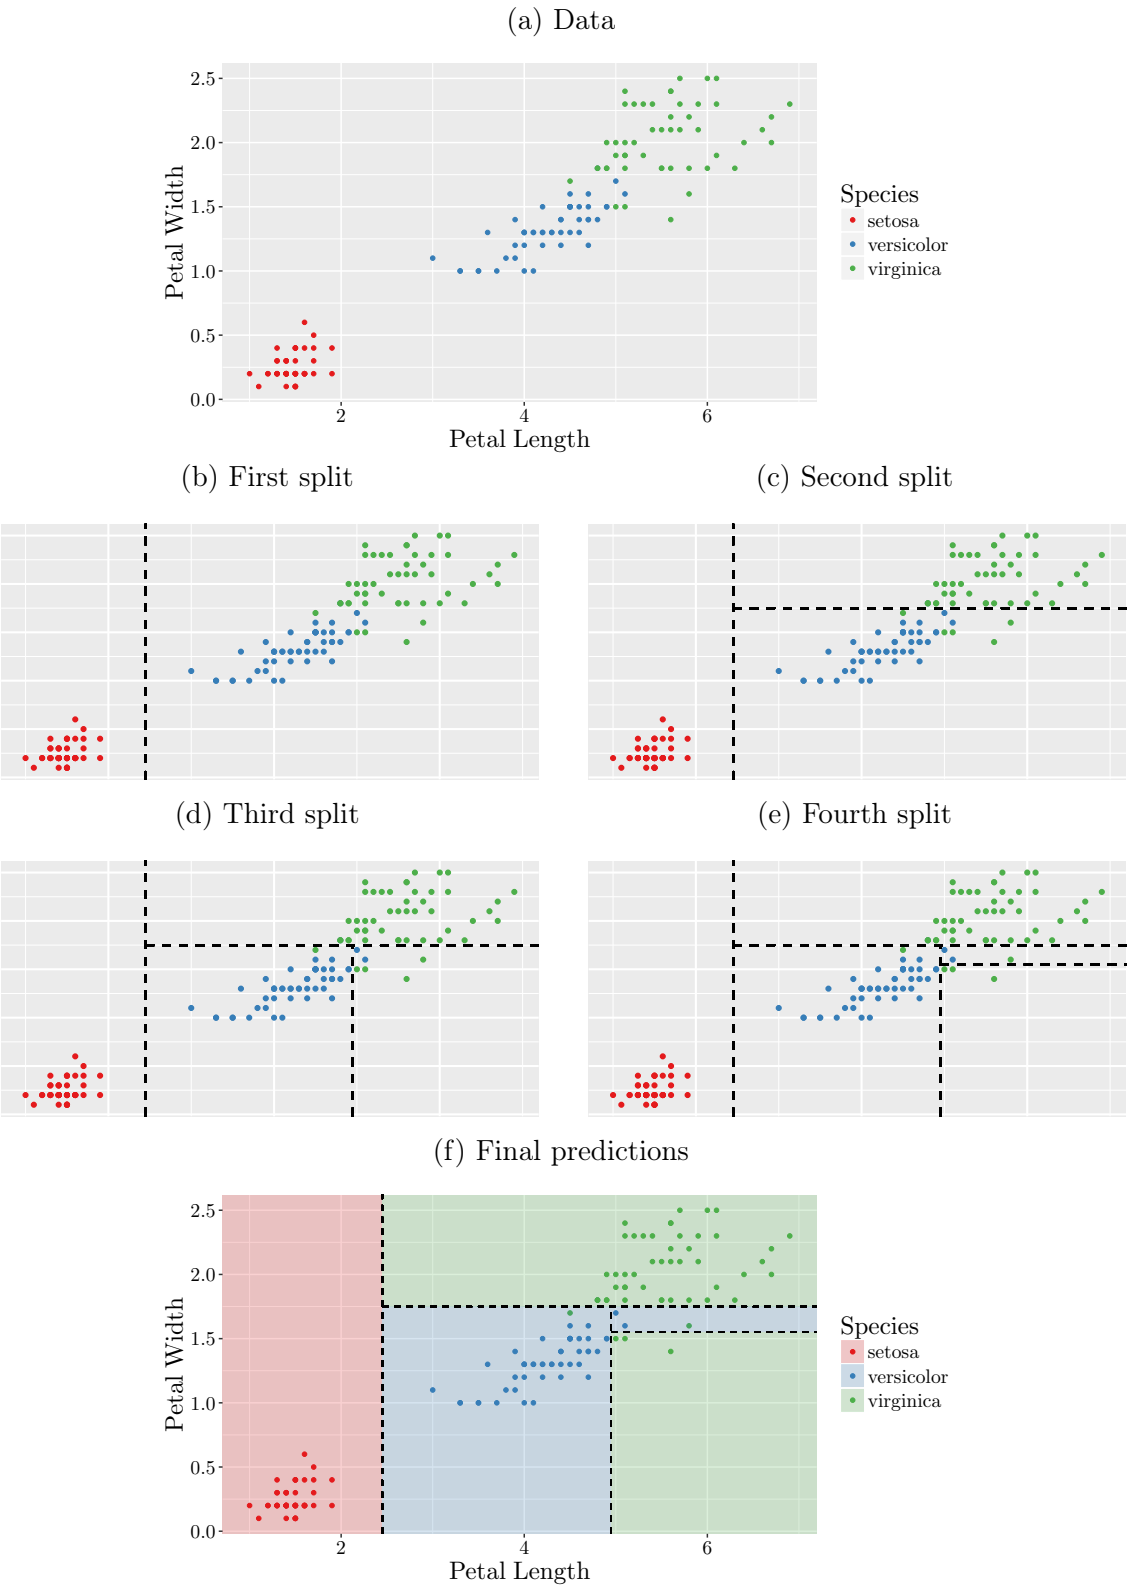 (a) Data
2.5
2.0
1.5
1.0
0.5
0.0
Petal Width
2 4 6
Petal Length
Species
setosa
versicolor
virginica
(b) First split
(c) Second split
(d) Third split
(e) Fourth split
(f) Final predictions
2.5
2.0
1.5
1.0
0.5
0.0
Petal Width
2 4 6
Petal Length
Species
setosa
versicolor
virginica